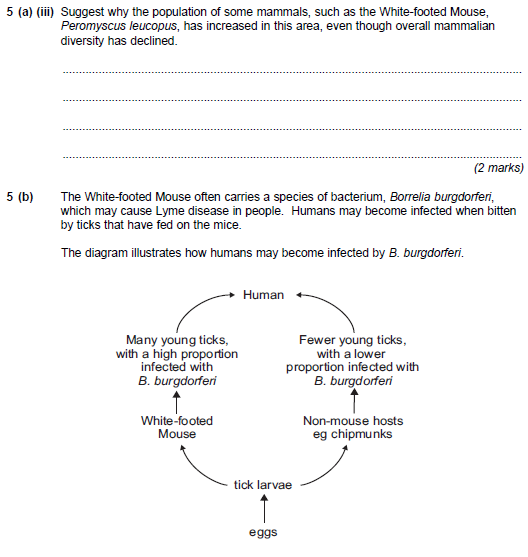 5 (a) (iii) Suggest why the population of some mammals, such as the White-footed Mouse,
Peromyscus leucopus, has increased in this area, even though overall mammalian
diversity has declined.
(2 marks)
5 (b) The White-footed Mouse often carries a species of bacterium, Borrelia burgdorferi,
which may cause Lyme disease in people. Humans may become infected when bitten
by ticks that have fed on the mice.
The diagram illustrates how humans may become infected by B. burgdorferi.
Human
Many young ticks,
with a high proportion
infected with
B. burgdorferi
Fewer young ticks,
with a lower
proportion infected with
B. burgdorferi
White-footed
Mouse
Non-mouse hosts
eg chipmunks
tick larvae
eggs